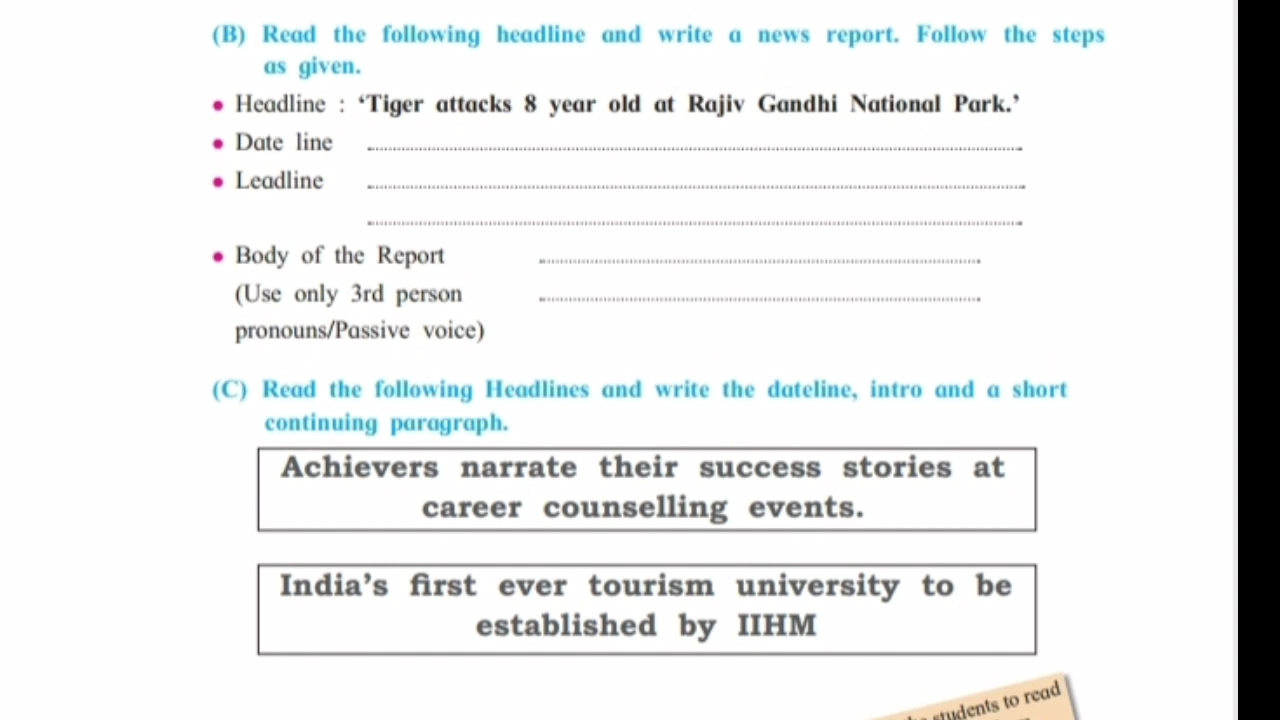 (B) Read the following headline and write a news report. Follow the steps
as given.
• Headline : ‘Tiger attacks 8 year old at Rajiv Gandhi National Park.’
• Date line
• Leadline
• Body of the Report
(Use only 3rd person
pronouns/Passive voice)
(C) Read the following Headlines and write the dateline, intro and a short
continuing paragraph.
Achievers narrate their success stories at
career counselling events.
India’s first ever tourism university to be
established by IIHM
students to read